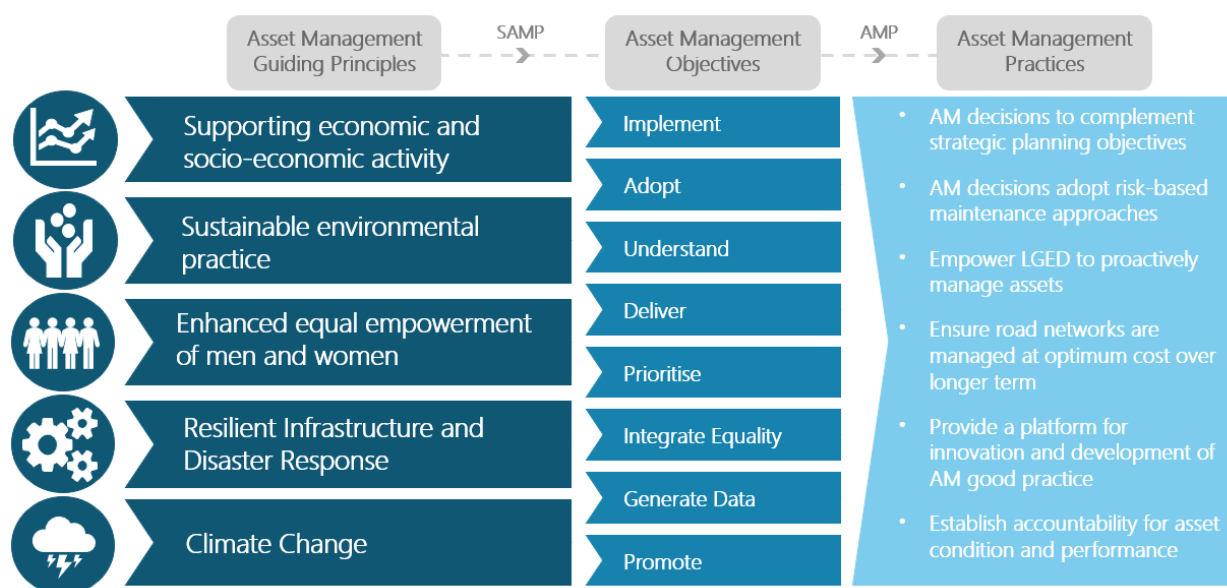 Asset Management
Guiding Principles
SAMP
Asset Management
Objectives
AMP
Asset Management
Practices
Supporting economic and
socio-economic activity
Sustainable environmental
practice
Enhanced equal empowerment
of men and women
Resilient Infrastructure and
Disaster Response
Climate Change
Implement
Adopt
Understand
Deliver
Prioritise
Integrate Equality
Generate Data
Promote
• AM decisions to complement
strategic planning objectives
• AM decisions adopt risk-based
maintenance approaches
• Empower LGED to proactively
manage assets
• Ensure road networks are
managed at optimum cost over
longer term
• Provide a platform for
innovation and development of
AM good practice
• Establish accountability for asset
condition and performance